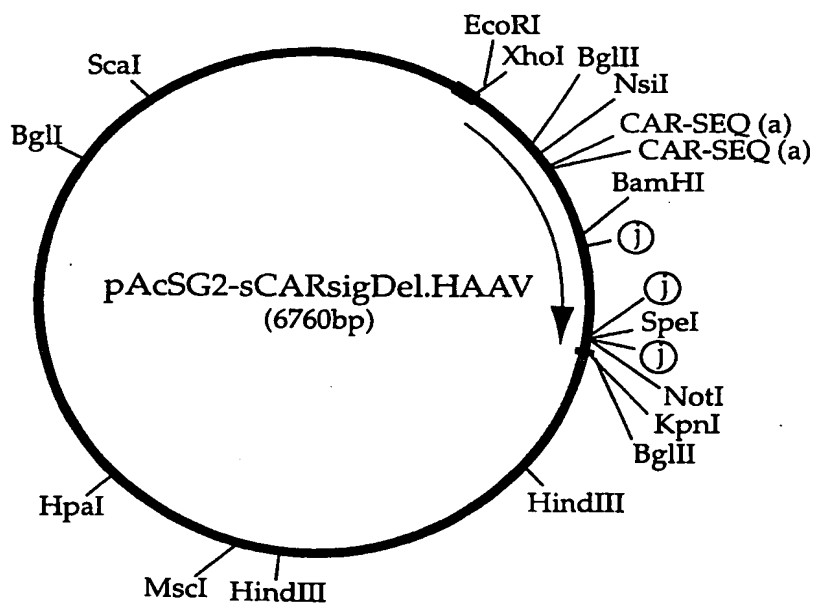 EcoRI
XhoI
BglII
NsiI
CAR-SEQ (a)
CAR-SEQ (a)
BamHI
j
j
SpeI
j
NotI
KpnI
BglII
HindIII
HindIII
MscI
HpaI
BglI
ScaI
pAcSG2-sCARsigDel.HAAV
(6760bp)